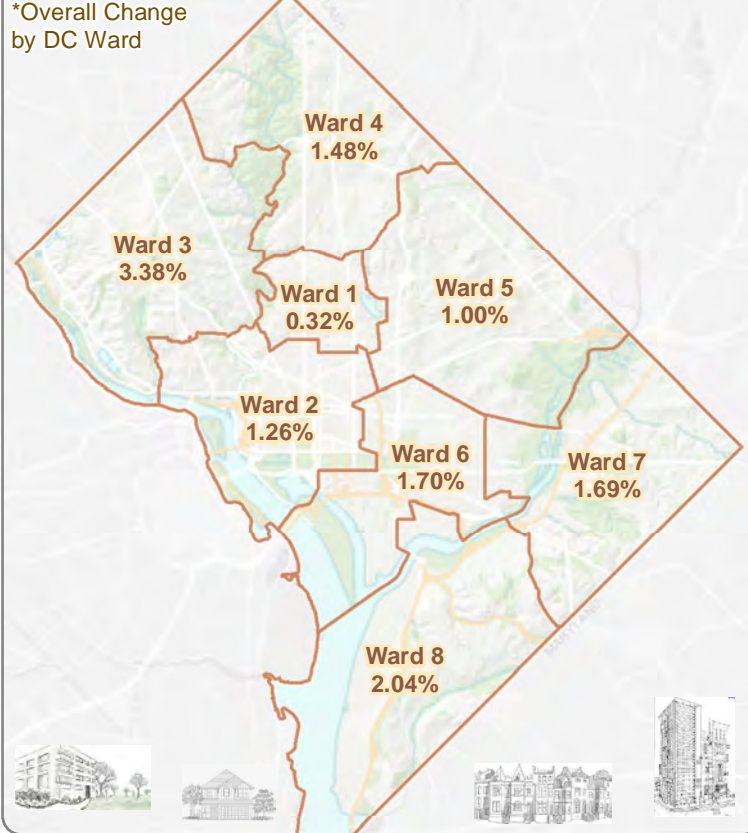 *Overall Change
by DC Ward
Ward 4
1.48%
Ward 3
3.38%
Ward 1
0.32%
Ward 5
1.00%
Ward 2
1.26%
Ward 6
1.70%
Ward 7
1.69%
Ward 8
2.04%
MARYLAND